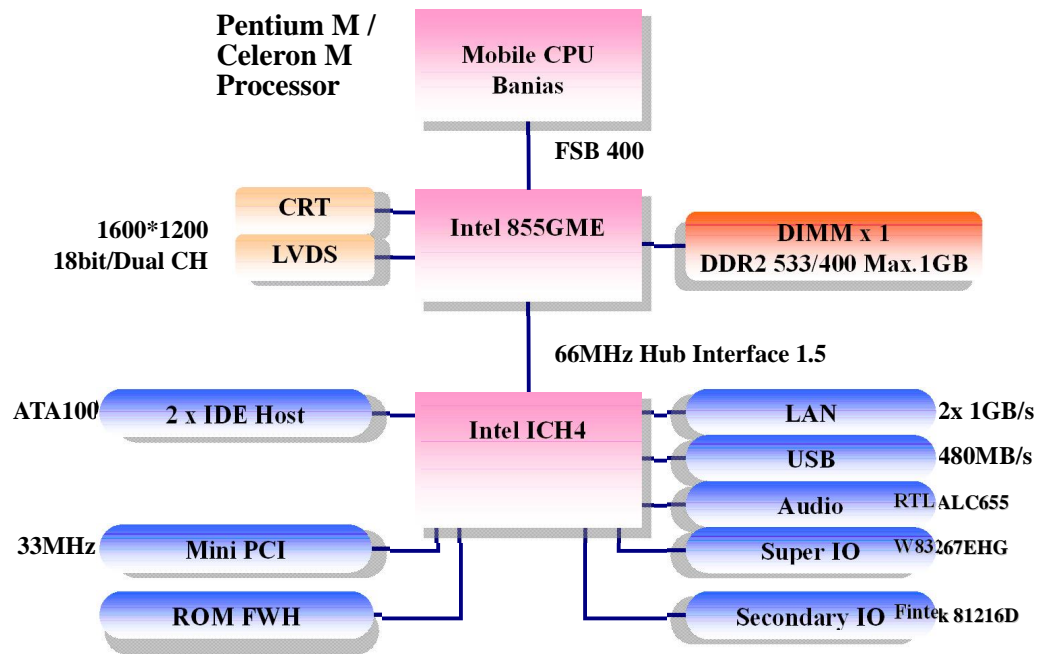 Pentium M /
Celeron M
Processor
Mobile CPU
Banias
FSB 400
CRT
1600*1200
18bit/Dual CH
LVDS
Intel 855GME
DIMM x 1
DDR2 533/400 Max.1GB
66MHz Hub Interface 1.5
ATA100
2 x IDE Host
Intel ICH4
LAN
2x 1GB/s
USB
480MB/s
Audio
RTL ALC655
33MHz
Mini PCI
Super IO
W83267EHG
ROM FWH
Secondary IO
Fintek 81216D